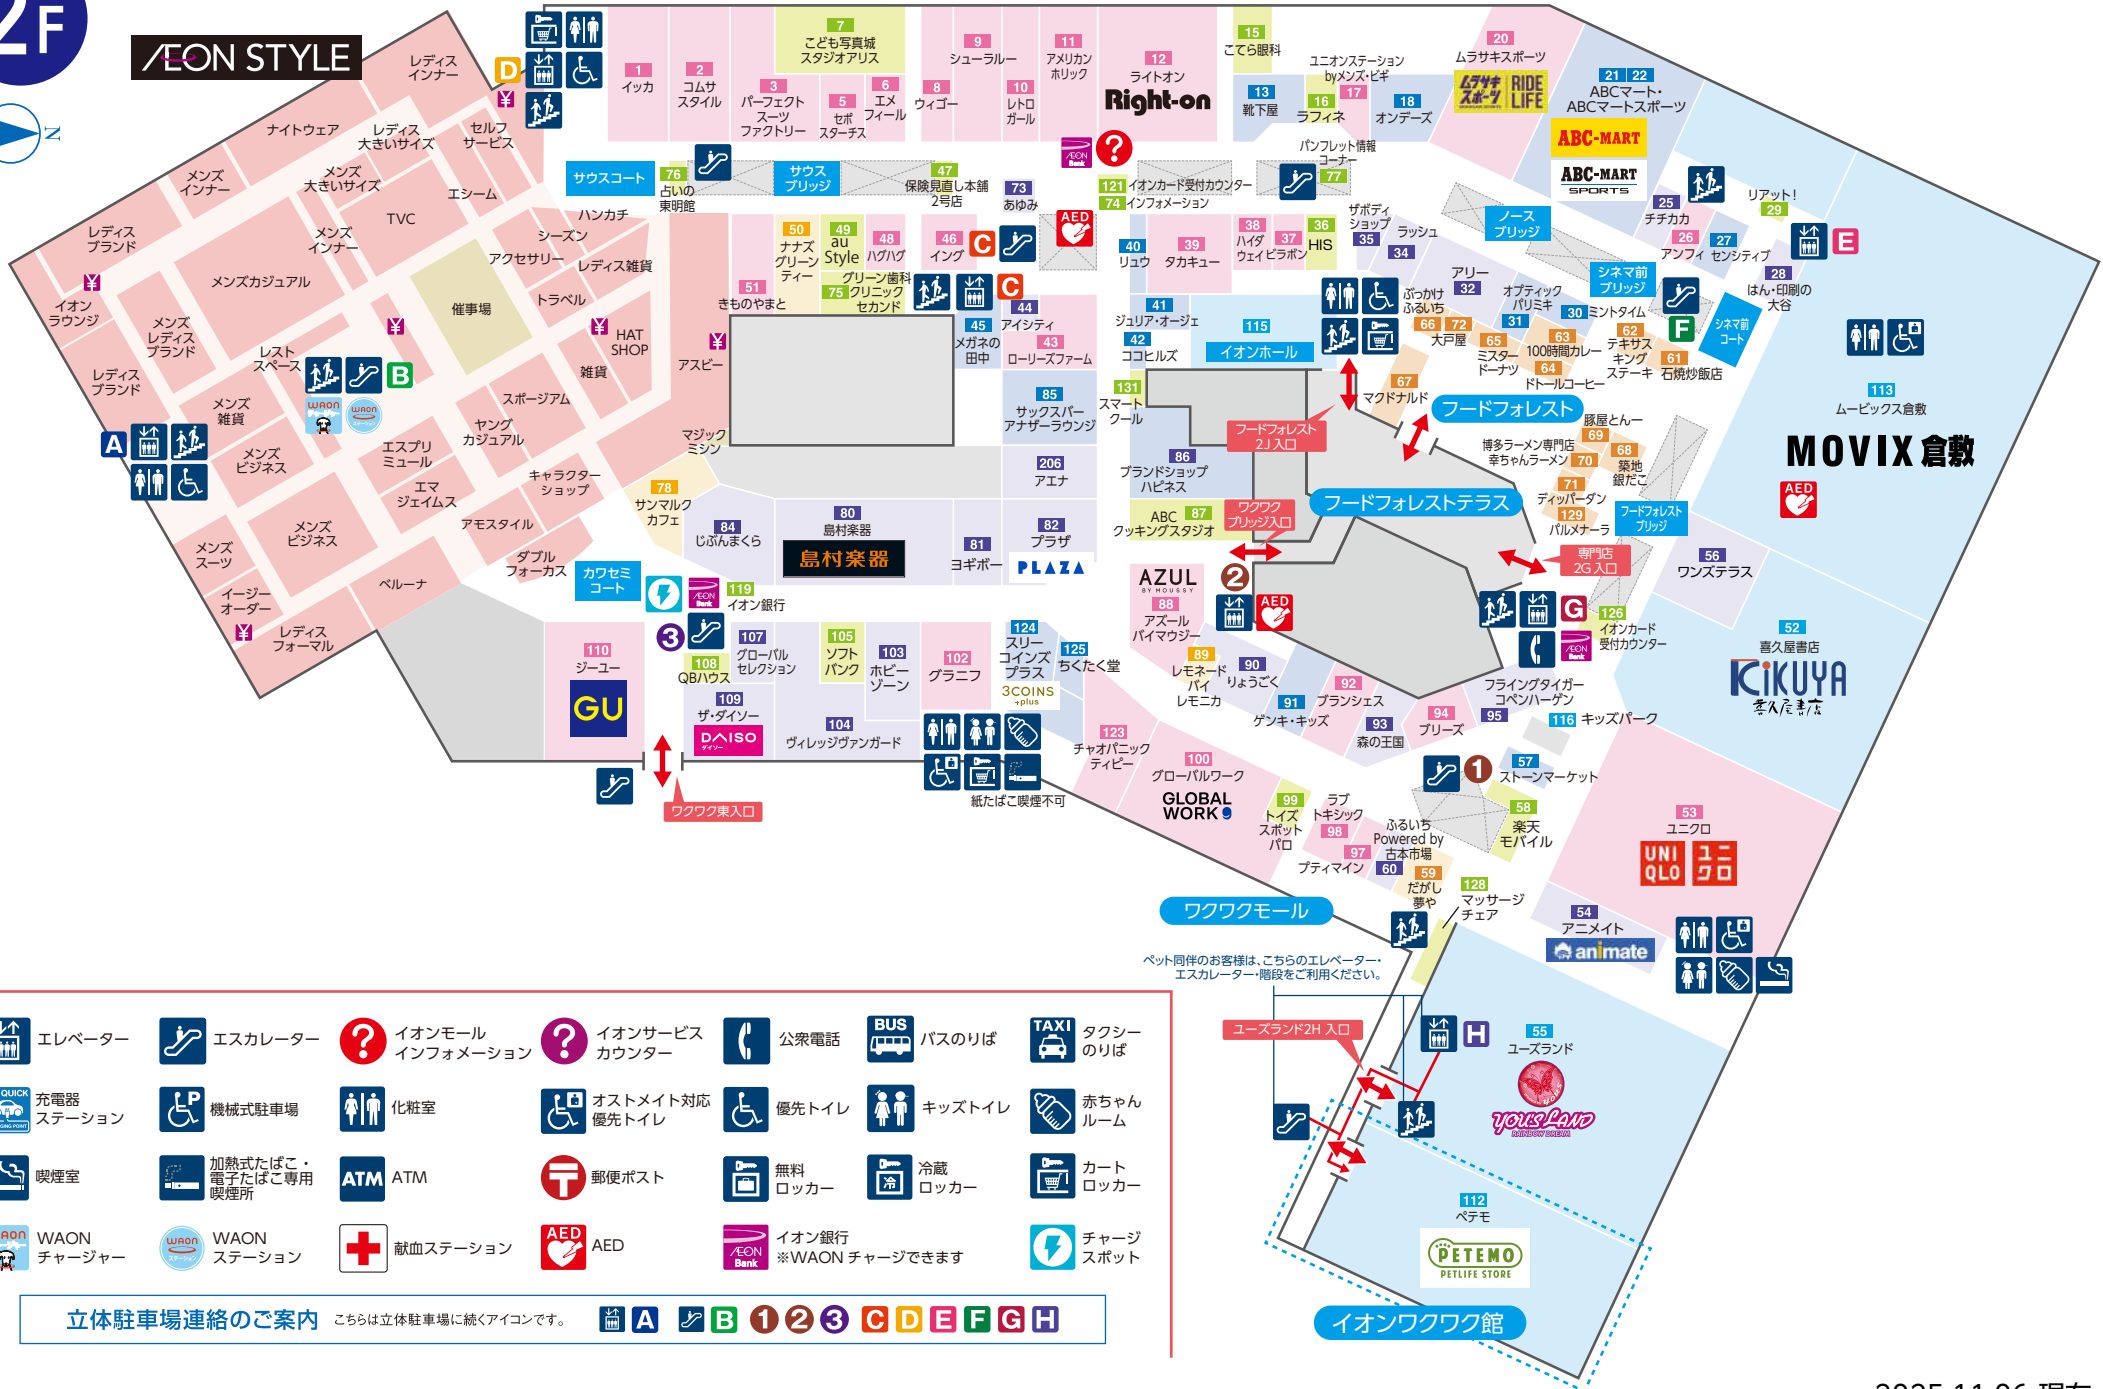 2F
ÆON STYLE
N
レディス
インナー
ナイトウェア
レディス
大きいサイズ
セルフ
サービス
メンズ
インナー
メンズ
大きいサイズ
エシーム
TVC
ハンカチ
レディス
ブランド
メンズ
インナー
シーズン
アクセサリー
レディス雑貨
メンズカジュアル
催事場
トラベル
イオン
ラウンジ
メンズ
レディス
ブランド
HAT
SHOP
レスト
スペース
雑貨
アスビー
レディス
ブランド
B
メンズ
雑貨
スポージアム
ヤング
カジュアル
マジック
ミシン
A
メンズ
ビジネス
エスプリ
ミュール
エマ
ジェイムス
キャラクター
ショップ
メンズ
ビジネス
アモスタイル
メンズ
スーツ
ダブル
フォーカス
イージー
オーダー
ベルーナ
レディス
フォーマル
D
1
イッカ
2
コムサ
スタイル
3
パーフェクト
スーツ
ファクトリー
7
こども写真城
スタジオアリス
5
セポ
スターチス
6
エメ
フィール
8
ウィゴー
9
シューラルー
10
レトロ
ガール
11
アメリカン
ホリック
12
ライトオン
Right-on
15
こてら眼科
13
靴下屋
ユニオンステーション
byメンズ・ビギ
16
ラフィネ
17
18
オンデーズ
20
ムラサキスポーツ
ムラサキ
スポーツ
RIDE
LIFE
21 22
ABCマート・
ABCマートスポーツ
ABC-MART
ABC-MART
SPORTS
サウスコート
76
占いの
東明館
サウス
ブリッジ
47
保険見直し本舗
2号店
73
あゆみ
AEON
Bank
?
121 イオンカード受付カウンター
74 インフォメーション
パンフレット情報
コーナー
77
AED
51
きものやまと
50
ナナズ
グリーン
ティー
49
au
Style
48
ハグハグ
46
イング
C
75
グリーン歯科
クリニック
セカンド
C
45
メガネの
田中
44
アイシティ
43
ローリーズファーム
85
サックスバー
アナザーラウンジ
206
アエナ
40
リュウ
39
タカキュー
38
ハイダ
ウェイ
37
ビラボン
36
HIS
ザボディ
ショップ
35
ラッシュ
34
ノース
ブリッジ
25
チチカカ
26
アンフィ
27
センシティブ
リアット!
29
E
28
はん・印刷の
大谷
シネマ前
ブリッジ
シネマ前
コート
F
アリー
32
オプティック
パリミキ
31
30 ミントタイム
41
ジュリア・オージェ
42
ココヒルズ
115
イオンホール
ぶっかけ
ふるいち
66
72
大戸屋
65
ミスター
ドーナツ
63
100時間カレー
64
ドトールコーヒー
62
テキサス
キング
ステーキ
61
石焼炒飯店
67
マクドナルド
131
スマート
クール
フードフォレスト
2J 入口
フードフォレスト
86
ブランドショップ
ハピネス
豚屋とん一
69
博多ラーメン専門店
幸ちゃんラーメン 70
68
築地
銀だこ
71
ディッパーダン
129
パルメナーラ
フードフォレスト
ブリッジ
フードフォレストテラス
ワクワク
ブリッジ入口
ABC 87
クッキングスタジオ
専門店
2G 入口
113
ムービックス倉敷
MOVIX 倉敷
AED
56
ワンズテラス
78
サンマルク
カフェ
84
じぶんまくら
80
島村楽器
島村楽器
81
ヨギボー
82
プラザ
PLAZA
カワセミ
コート
AEON
Bank
119
イオン銀行
3
110
ジーユー
GU
108
QBハウス
107
グローバル
セレクション
109
ザ・ダイソー
DAISO
ダイソー
105
ソフト
バンク
103
ホビー
ゾーン
104
ヴィレッジヴァンガード
102
グラニフ
124
スリー
コインズ
プラス
3COINS
+plus
125
ちくたく堂
ワクワク東入口
紙たばこ喫煙不可
AZUL
BY MOUSSY
88
アズール
バイマウジー
2
AED
89
レモネード
バイ
レモニカ
90
りょうごく
91
ゲンキ・キッズ
92
ブランシェス
93
森の王国
94
ブリーズ
フライングタイガー
コペンハーゲン
95
G
AEON
Bank
126
イオンカード
受付カウンター
52
喜久屋書店
KiKUYA
喜久屋書店
116 キッズパーク
57
ストーンマーケット
1
58
楽天
モバイル
123
チャオパニック
ティピー
100
グローバルワーク
GLOBAL
WORK
99
トイズ
スポット
パロ
ラブ
トキシック
98
97
プティマイン
ふるいち
Powered by
古本市場
60
59
だがし
夢や
128
マッサージ
チェア
53
ユニクロ
UNI
QLO
ユニ
クロ
54
アニメイト
animate
ワクワクモール
ペット同伴のお客様は、こちらのエレベーター・
エスカレーター・階段をご利用ください。
ユーズランド2H 入口
H
55
ユーズランド
YOU'S LAND
RAINBOW DREAM
112
ペテモ
PETEMO
PETLIFE STORE
イオンワクワク館
エレベーター
エスカレーター
?
イオンモール
インフォメーション
?
イオンサービス
カウンター
公衆電話
BUS
バスのりば
TAXI
タクシー
のりば
QUICK
充電器
ステーション
P
機械式駐車場
化粧室
オストメイト対応
優先トイレ
優先トイレ
キッズトイレ
赤ちゃん
ルーム
喫煙室
加熱式たばこ・
電子たばこ専用
喫煙所
ATM
ATM
郵便ポスト
無料
ロッカー
冷
冷蔵
ロッカー
カート
ロッカー
WAON
チャージャー
WAON
WAON
ステーション
献血ステーション
AED
AED
AEON
Bank
イオン銀行
※WAON チャージできます
チャージ
スポット
立体駐車場連絡のご案内 こちらは立体駐車場に続くアイコンです。 A B 1 2 3 C D E F G H
2025.11.06 現在